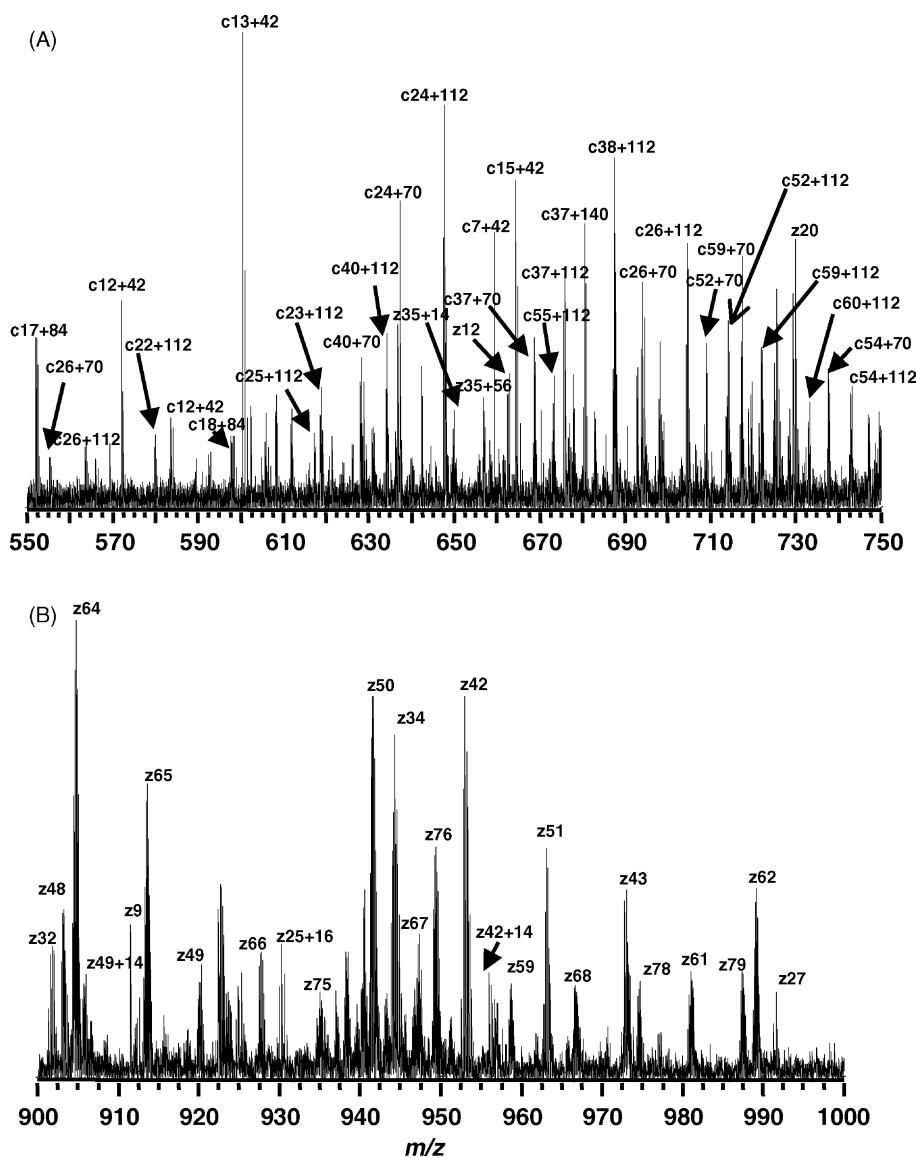 (A)
c13+42
c24+112
c38+112
c15+42
c24+70
c52+112
c37+140
c7+42
c26+112
z20
c59+70
c40+112
c37+112
c26+70
c52+70
c59+112
c12+42
c37+70
z35+14
c55+112
c60+112
c23+112
z12
c17+84
c22+112
c40+70
c54+70
c26+70
c25+112
z35+56
c54+112
c12+42
c18+84
c26+112
550 570 590 610 630 650 670 690 710 730 750
(B)
z64
z50
z42
z34
z65
z76
z51
z48
z43
z62
z9
z32
z25+16
z67
z42+14
z66
z49+14
z49
z59
z68
z78
z61
z79
z27
z75
900 910 920 930 940 950 960 970 980 990 1000
m/z